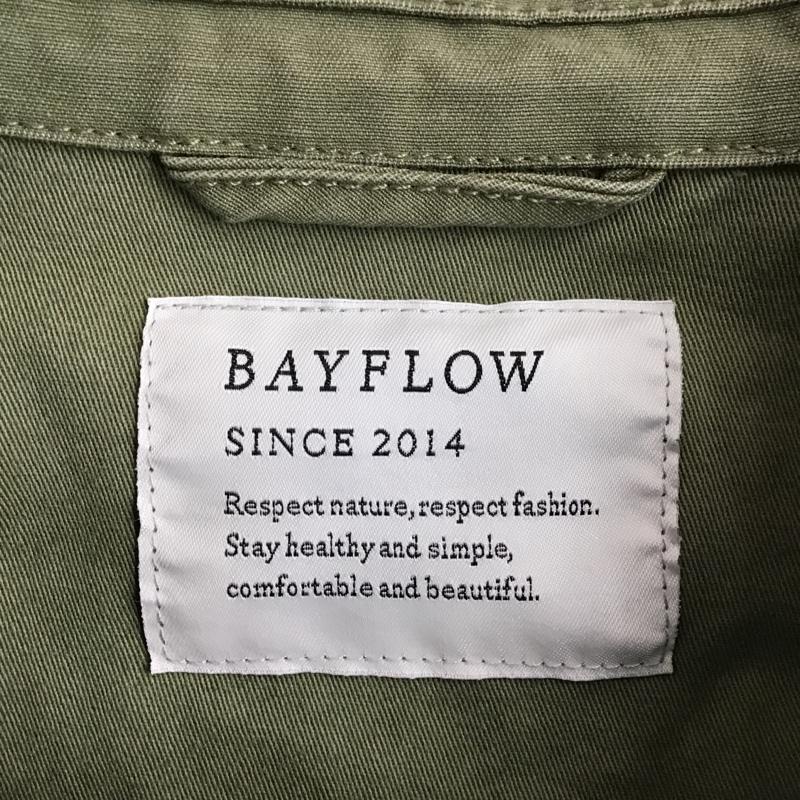 BAYFLOW
SINCE 2014
Respect nature, respect fashion.
Stay healthy and simple,
comfortable and beautiful.